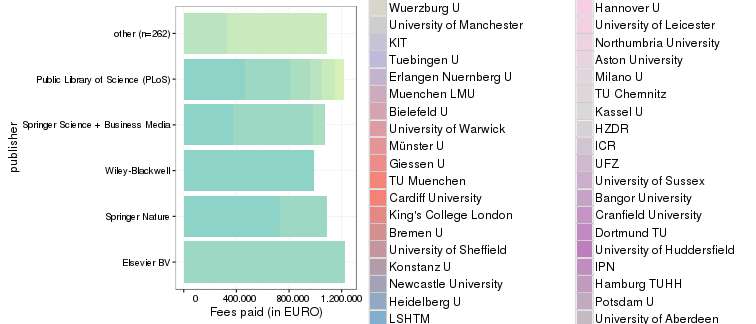 other (n=262)
Public Library of Science (PLoS)
Springer Science + Business Media
Wiley-Blackwell
Springer Nature
Elsevier BV
publisher
0 400.000 800.000 1.200.000
Fees paid (in EURO)
Wuerzburg U
University of Manchester
KIT
Tuebingen U
Erlangen Nuernberg U
Muenchen LMU
Bielefeld U
University of Warwick
Münster U
Giessen U
TU Muenchen
Cardiff University
King's College London
Bremen U
University of Sheffield
Konstanz U
Newcastle University
Heidelberg U
LSHTM
Hannover U
University of Leicester
Northumbria University
Aston University
Milano U
TU Chemnitz
Kassel U
HZDR
ICR
UFZ
University of Sussex
Bangor University
Cranfield University
Dortmund TU
University of Huddersfield
IPN
Hamburg TUHH
Potsdam U
University of Aberdeen